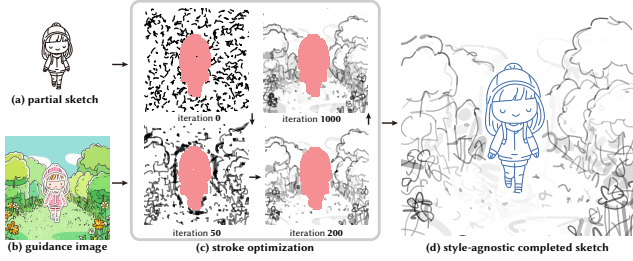 (a) partial sketch
iteration 0
iteration 1000
iteration 50
iteration 200
(b) guidance image
(c) stroke optimization
(d) style-agnostic completed sketch